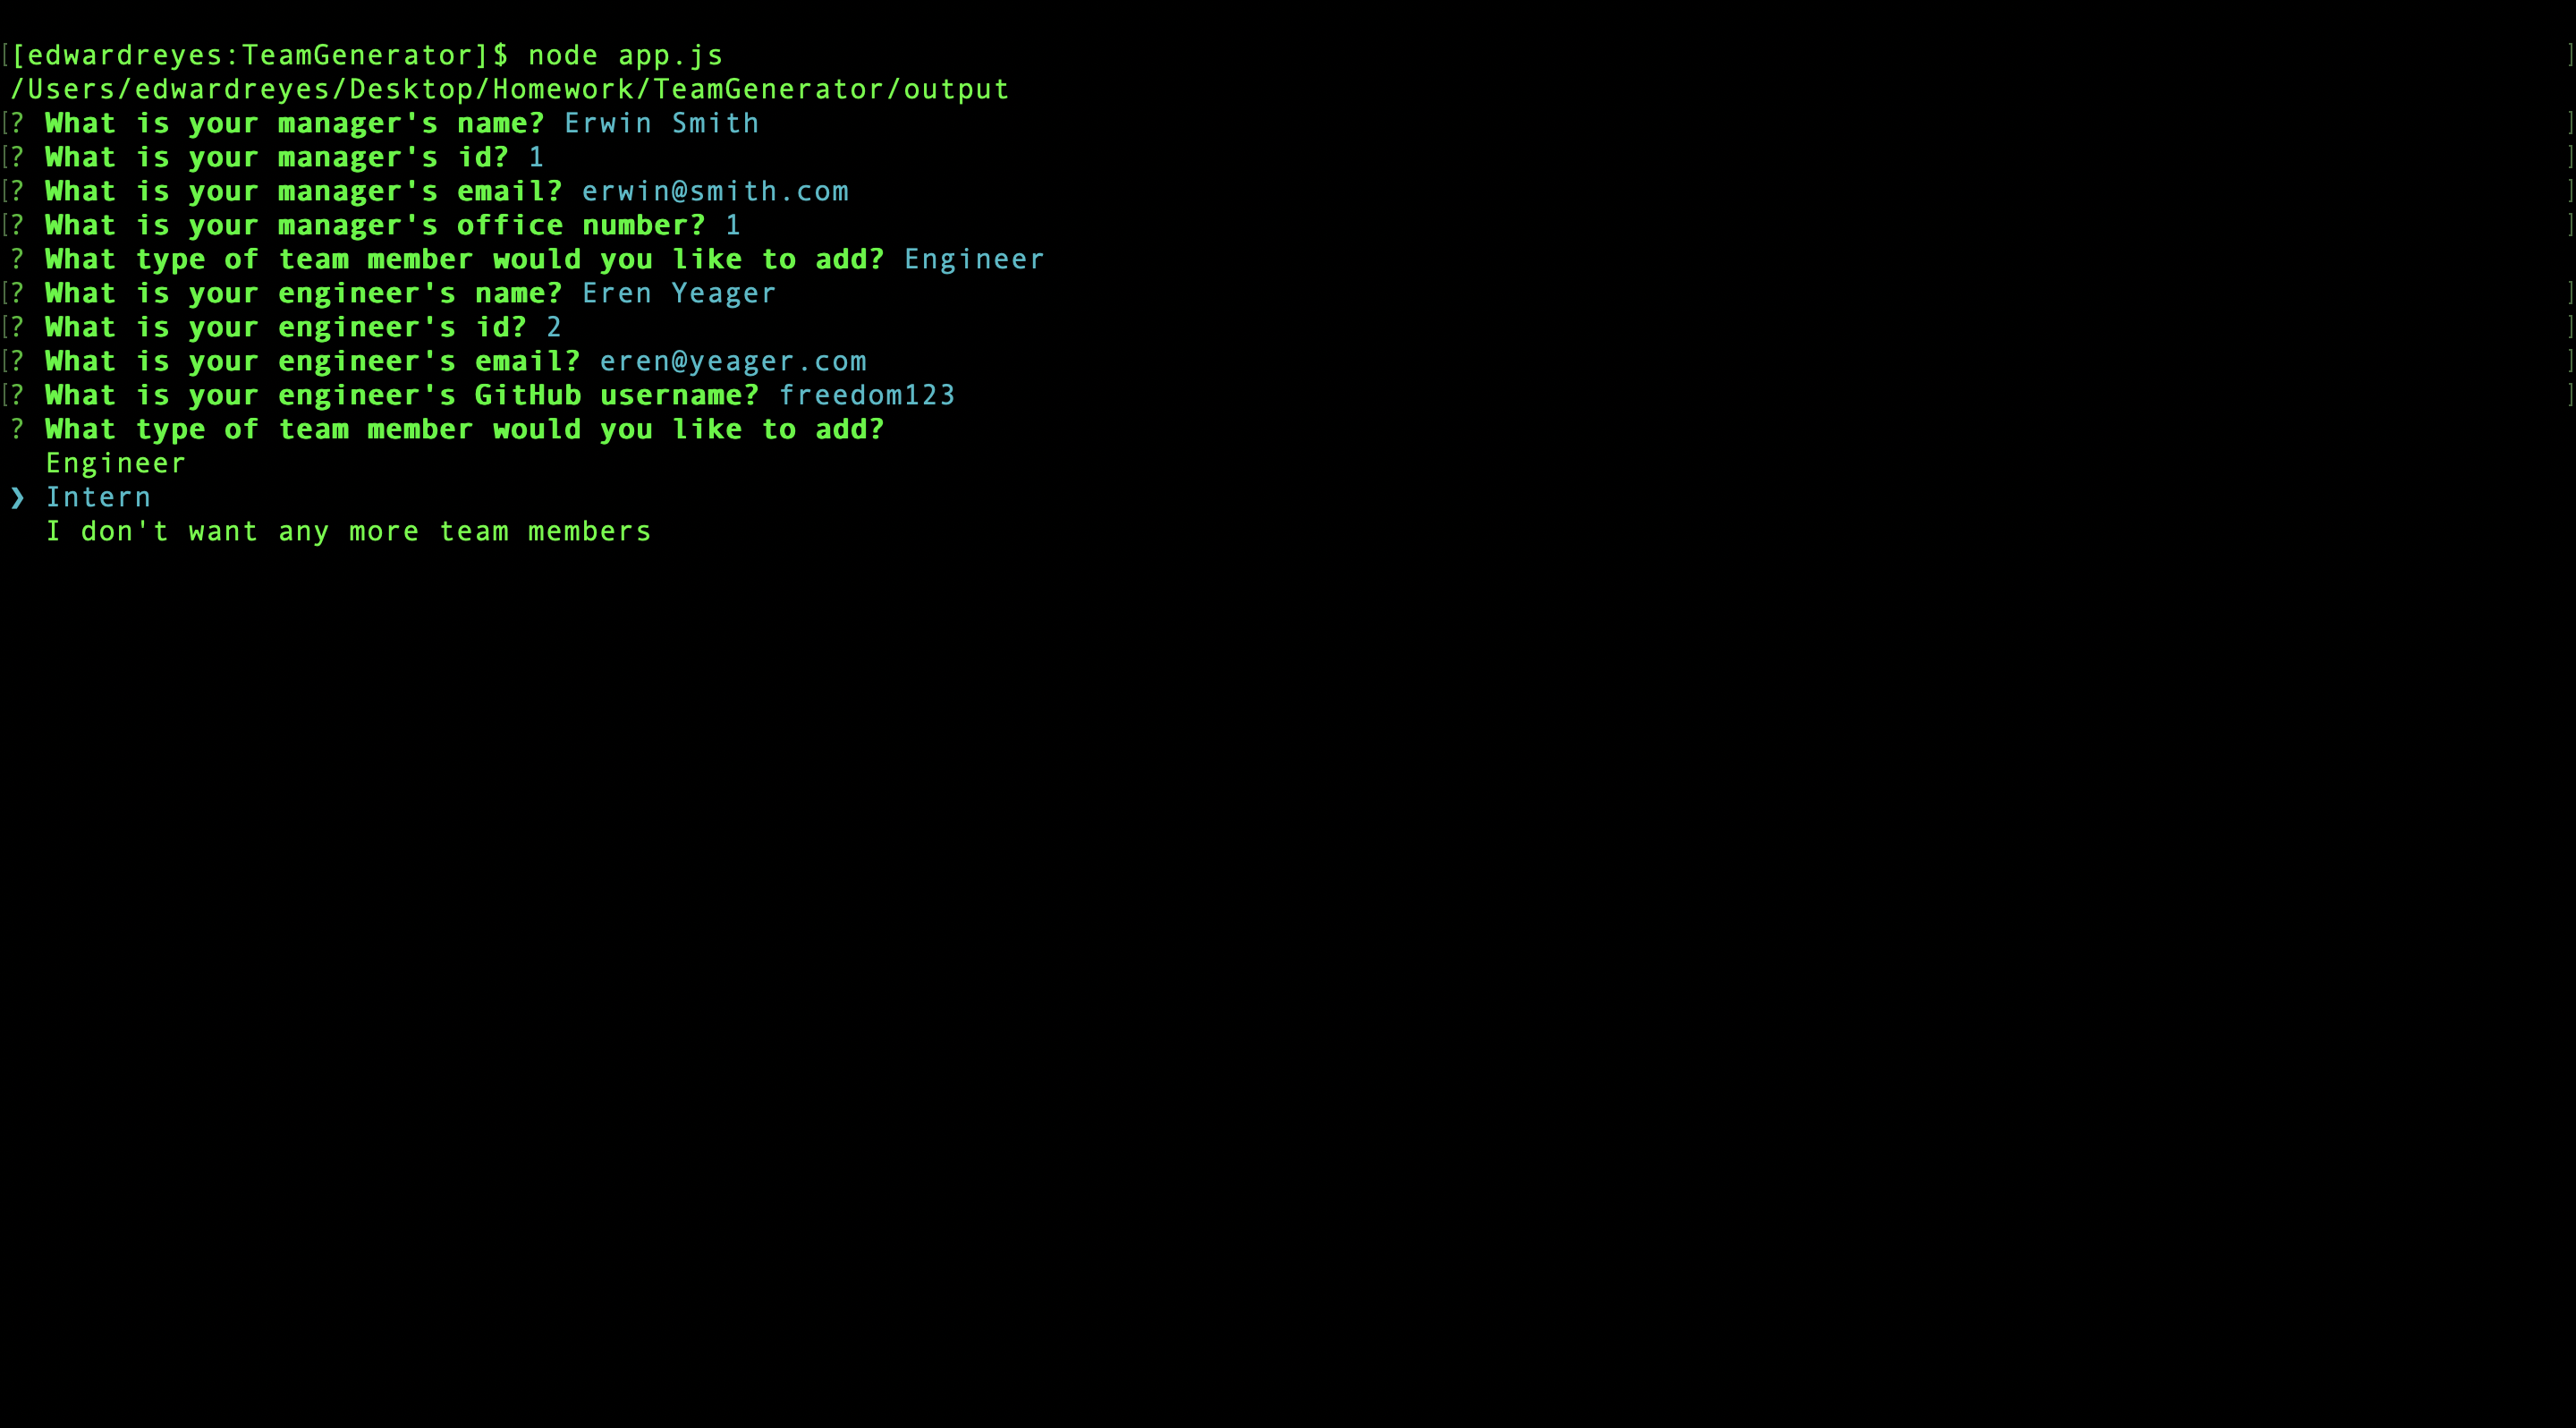 [[edwardreyes:TeamGenerator]$ node app.js ]
/Users/edwardreyes/Desktop/Homework/TeamGenerator/output
[? What is your manager's name? Erwin Smith ]
[? What is your manager's id? 1 ]
[? What is your manager's email? erwin@smith.com ]
[? What is your manager's office number? 1 ]
? What type of team member would you like to add? Engineer
[? What is your engineer's name? Eren Yeager ]
[? What is your engineer's id? 2 ]
[? What is your engineer's email? eren@yeager.com ]
[? What is your engineer's GitHub username? freedom123 ]
? What type of team member would you like to add?
Engineer
❯ Intern
I don't want any more team members